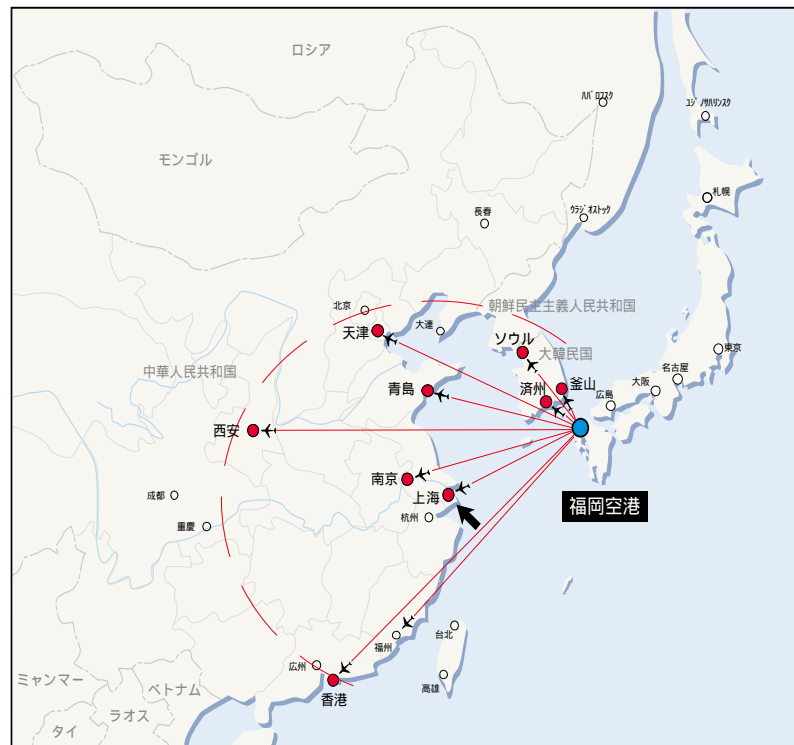 ロシア
ﾊﾊﾞﾛﾌｽｸ
ﾕｼﾞﾉｻﾊﾘﾝｽｸ
モンゴル
札幌
長春
ｳﾗｼﾞｵｽﾄｯｸ
北京
朝鮮民主主義人民共和国
天津
大連
ソウル
大韓民国
東京
中華人民共和国
名古屋
青島
済州
釜山
広島
大阪
西安
南京
上海
成都
杭州
福岡空港
重慶
台北
福州
広州
高雄
ミャンマー
ベトナム
香港
ラオス
タイ